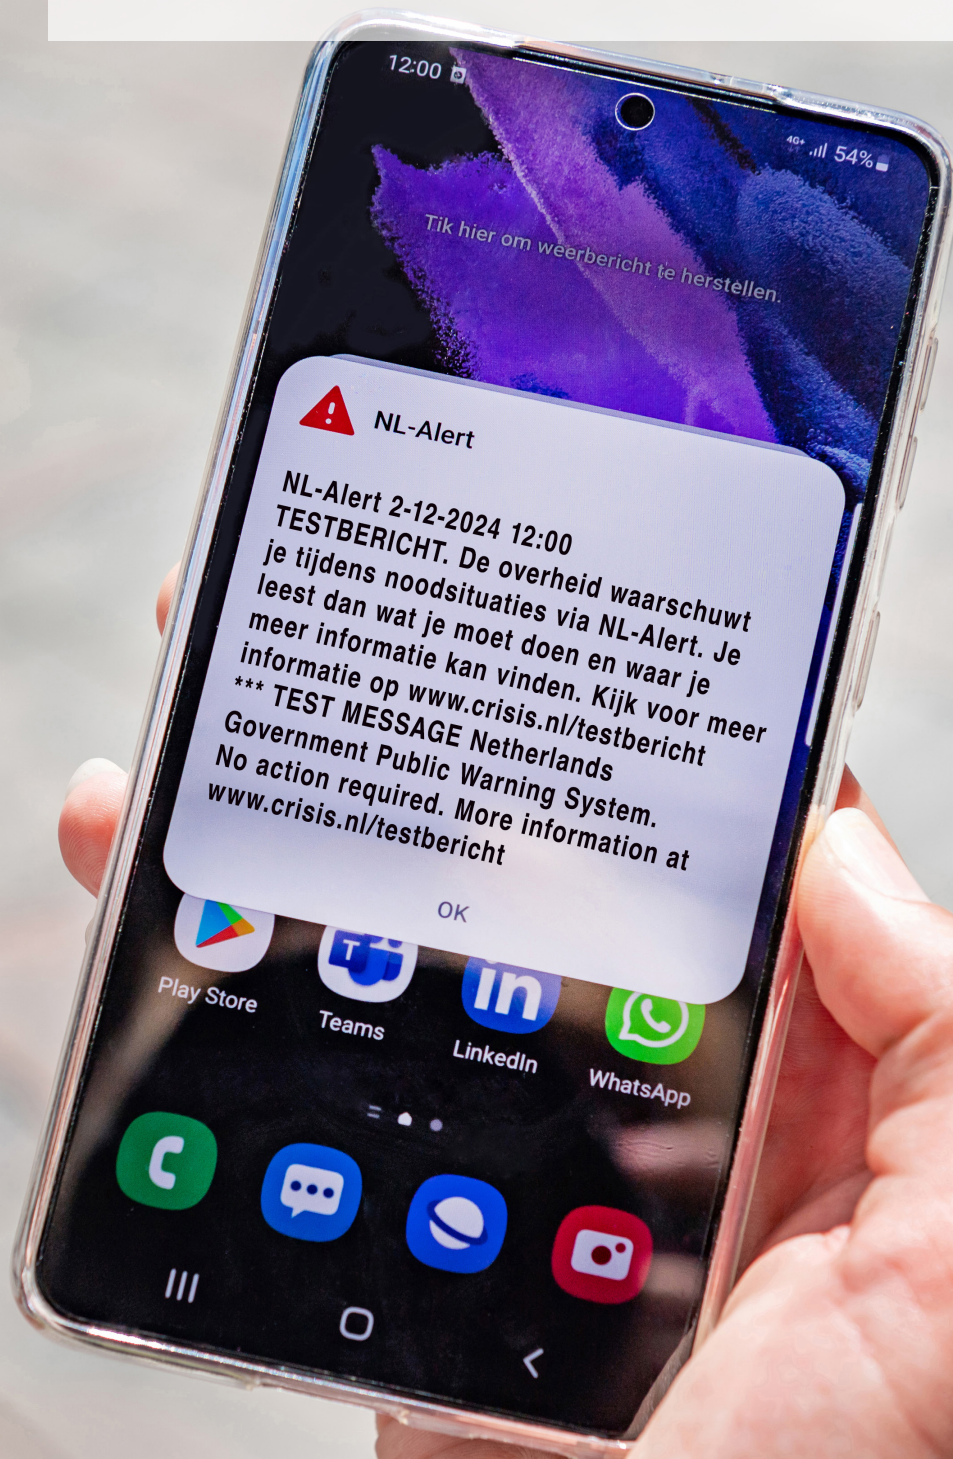 12:00
4G+ 54%
Tik hier om weerbericht te herstellen.
NL-Alert
NL-Alert 2-12-2024 12:00
TESTBERICHT. De overheid waarschuwt
je tijdens noodsituaties via NL-Alert. Je
leest dan wat je moet doen en waar je
meer informatie kan vinden. Kijk voor meer
informatie op www.crisis.nl/testbericht
*** TEST MESSAGE Netherlands
Government Public Warning System.
No action required. More information at
www.crisis.nl/testbericht
OK
T
in
Play Store
Teams
LinkedIn
WhatsApp